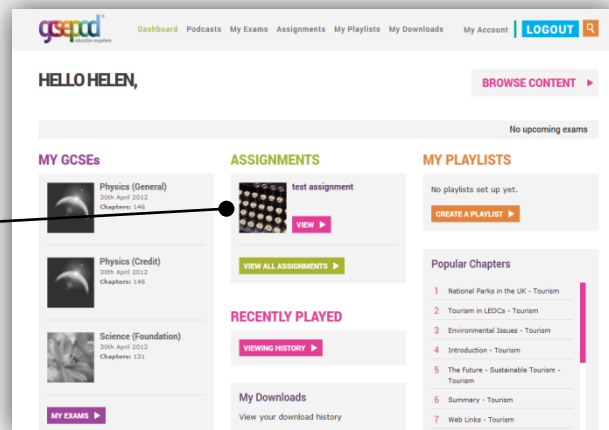 gcsepod
education anywhere
Dashboard Podcasts My Exams Assignments My Playlists My Downloads My Account LOGOUT
HELLO HELEN,
BROWSE CONTENT
No upcoming exams
MY GCSEs
Physics (General)
30th April 2012
Chapters: 146
Physics (Credit)
30th April 2012
Chapters: 146
Science (Foundation)
30th April 2012
Chapters: 131
MY EXAMS
ASSIGNMENTS
test assignment
VIEW
VIEW ALL ASSIGNMENTS
RECENTLY PLAYED
VIEWING HISTORY
My Downloads
View your download history
MY PLAYLISTS
No playlists set up yet.
CREATE A PLAYLIST
Popular Chapters
1 National Parks in the UK - Tourism
2 Tourism in LEDCs - Tourism
3 Environmental Issues - Tourism
4 Introduction - Tourism
5 The Future - Sustainable Tourism -
Tourism
6 Summary - Tourism
7 Web Links - Tourism